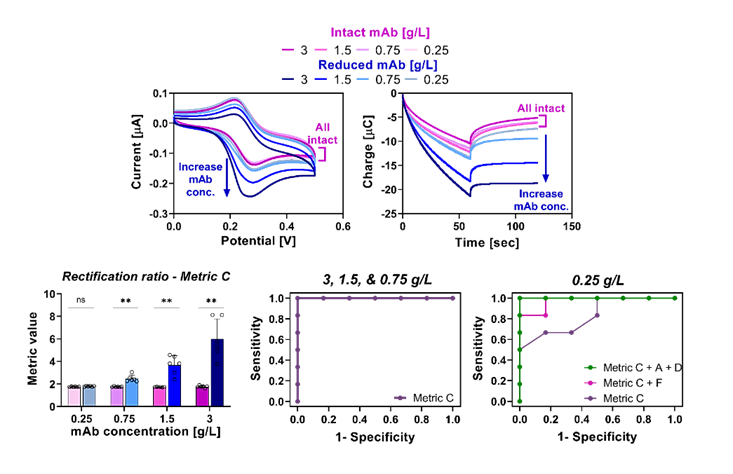 Intact mAb [g/L]
3 1.5 0.75 0.25
Reduced mAb [g/L]
3 1.5 0.75 0.25
0.1
0.0
-0.1
-0.2
-0.3
Current [µA]
All
intact
Increase
mAb
conc.
0.0 0.2 0.4 0.6
Potential [V]
0
-5
-10
-15
-20
-25
Charge [µC]
All intact
Increase
mAb conc.
0 50 100 150
Time [sec]
Rectification ratio - Metric C
10
8
6
4
2
0
Metric value
ns ** ** **
0.25 0.75 1.5 3
mAb concentration [g/L]
3, 1.5, & 0.75 g/L
1.0
0.8
0.6
0.4
0.2
0.0
Sensitivity
Metric C
0.0 0.2 0.4 0.6 0.8 1.0
1- Specificity
0.25 g/L
1.0
0.8
0.6
0.4
0.2
0.0
Sensitivity
Metric C + A + D
Metric C + F
Metric C
0.0 0.2 0.4 0.6 0.8 1.0
1- Specificity